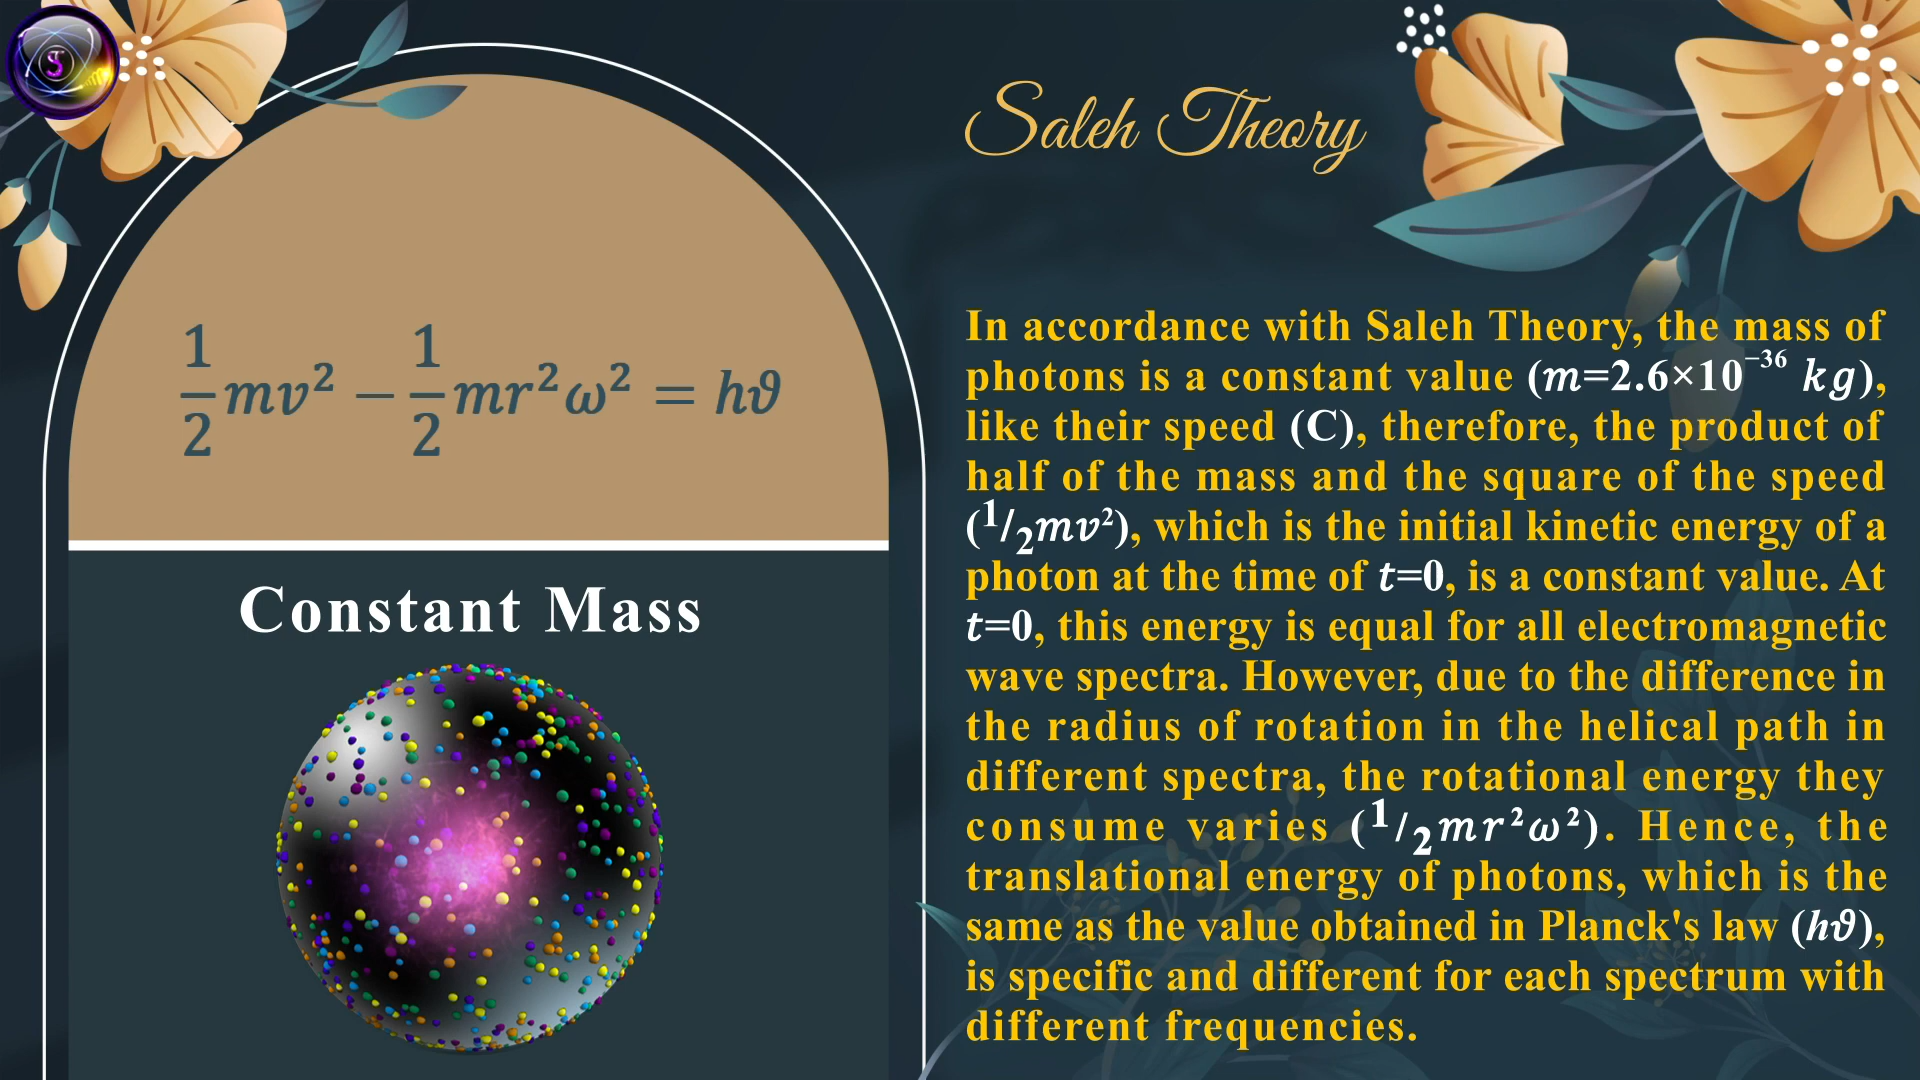 S
Saleh Theory
½mv² − ½mr²ω² = hϑ
Constant Mass
In accordance with Saleh Theory, the mass of
photons is a constant value (m=2.6×10⁻³⁶ kg),
like their speed (C), therefore, the product of
half of the mass and the square of the speed
(¹/₂mv²), which is the initial kinetic energy of a
photon at the time of t=0, is a constant value. At
t=0, this energy is equal for all electromagnetic
wave spectra. However, due to the difference in
the radius of rotation in the helical path in
different spectra, the rotational energy they
consume varies (¹/₂mr²ω²). Hence, the
translational energy of photons, which is the
same as the value obtained in Planck's law (hϑ),
is specific and different for each spectrum with
different frequencies.